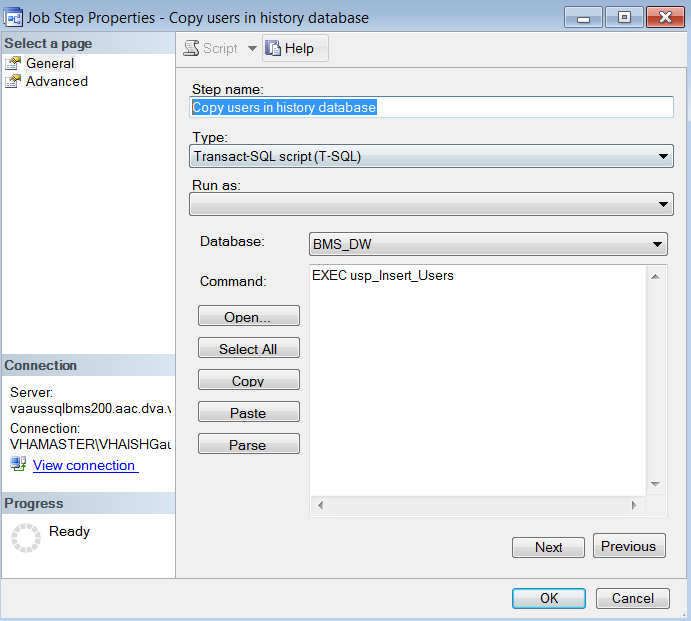 Job Step Properties - Copy users in history database
Select a page
General
Advanced
Script
Help
Step name:
Copy users in history database
Type:
Transact-SQL script (T-SQL)
Run as:
Database:
BMS_DW
Command:
EXEC usp_Insert_Users
Open...
Select All
Copy
Paste
Parse
Connection
Server:
vaaussqlbms200.aac.dva.v
Connection:
VHAMASTER\VHAISHGau
View connection
Progress
Ready
Next
Previous
OK
Cancel